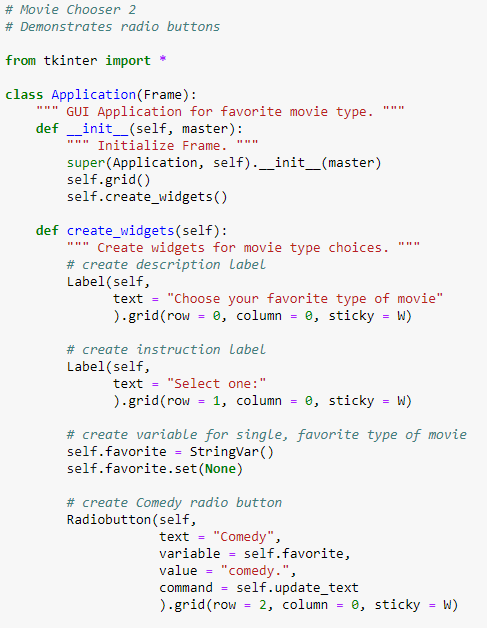 # Movie Chooser 2
# Demonstrates radio buttons

from tkinter import *

class Application(Frame):
    """ GUI Application for favorite movie type. """
    def __init__(self, master):
        """ Initialize Frame. """
        super(Application, self).__init__(master)
        self.grid()
        self.create_widgets()

    def create_widgets(self):
        """ Create widgets for movie type choices. """
        # create description label
        Label(self,
              text = "Choose your favorite type of movie"
              ).grid(row = 0, column = 0, sticky = W)

        # create instruction label
        Label(self,
              text = "Select one:"
              ).grid(row = 1, column = 0, sticky = W)

        # create variable for single, favorite type of movie
        self.favorite = StringVar()
        self.favorite.set(None)

        # create Comedy radio button
        Radiobutton(self,
                    text = "Comedy",
                    variable = self.favorite,
                    value = "comedy.",
                    command = self.update_text
                    ).grid(row = 2, column = 0, sticky = W)